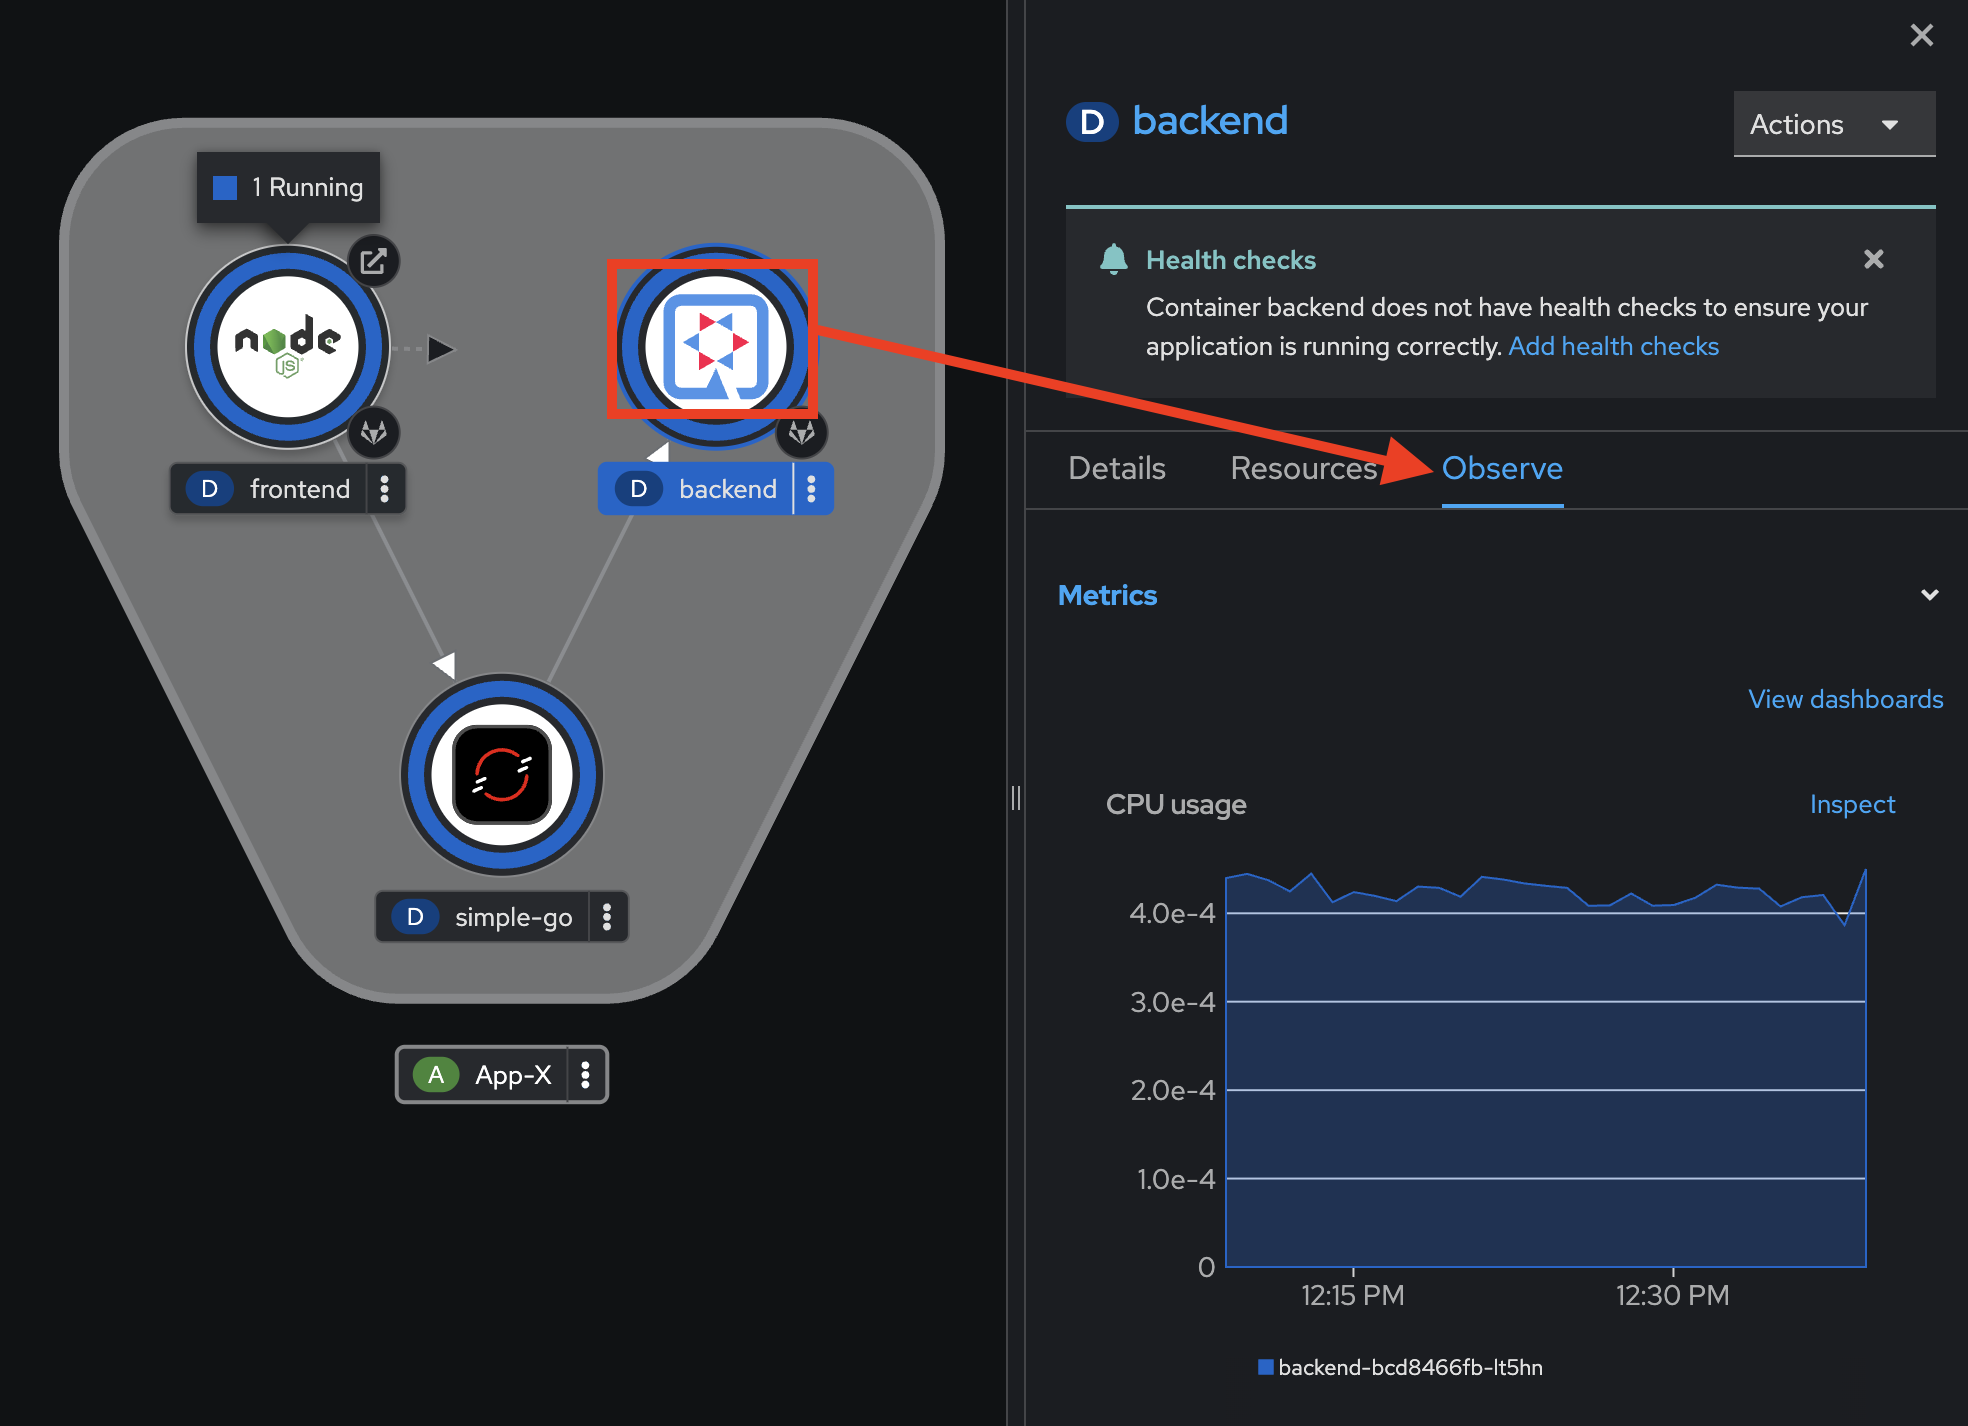 1 Running
node
JS
D frontend
D backend
D simple-go
A App-X
D backend
Actions
Health checks
Container backend does not have health checks to ensure your
application is running correctly. Add health checks
Details Resources Observe
Metrics
View dashboards
CPU usage Inspect
4.0e-4
3.0e-4
2.0e-4
1.0e-4
0
12:15 PM 12:30 PM
backend-bcd8466fb-lt5hn